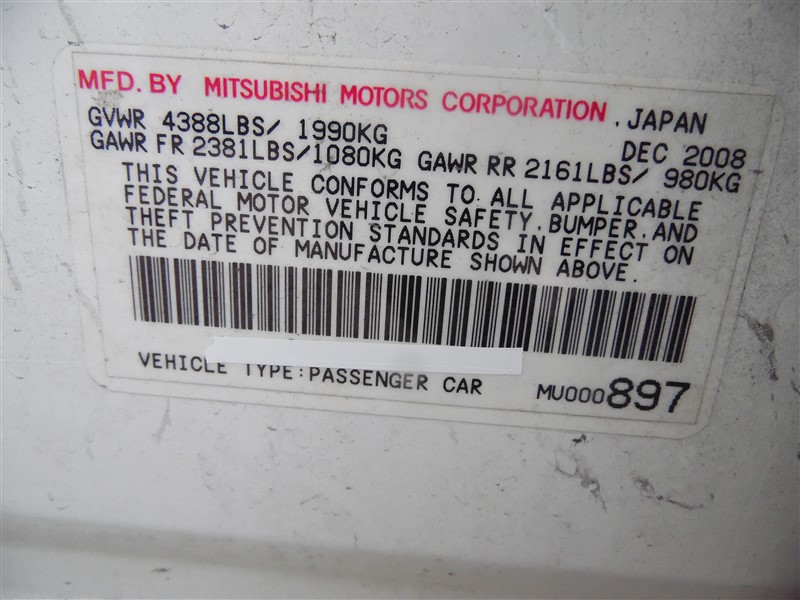 MFD. BY MITSUBISHI MOTORS CORPORATION, JAPAN
GVWR 4388LBS/ 1990KG DEC 2008
GAWR FR 2381LBS/1080KG GAWR RR 2161LBS/ 980KG
THIS VEHICLE CONFORMS TO ALL APPLICABLE
FEDERAL MOTOR VEHICLE SAFETY, BUMPER, AND
THEFT PREVENTION STANDARDS IN EFFECT ON
THE DATE OF MANUFACTURE SHOWN ABOVE.
VEHICLE TYPE:PASSENGER CAR MU000897